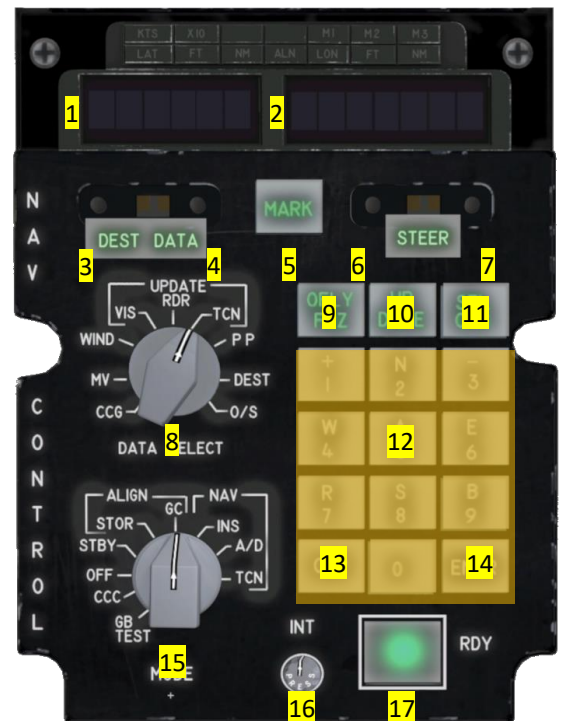 KTS X10 M1 M2 M3
LAT FT NM ALN LON FT NM
1 2
NAV
MARK
DEST DATA
STEER
3 4 5 6 7
UPDATE
RDR
VIS TCN
9 10 11
WIND PP
MV DEST
CCG O/S
DATA SELECT
8
+ N -
1 2 3
W 12 E
4 6
R S B
7 8 9
13 0 14
CONTROL
ALIGN NAV
GC
STOR INS
STBY A/D
OFF TCN
CCC
GB
TEST
15
INT
RDY
PRESS
16 17